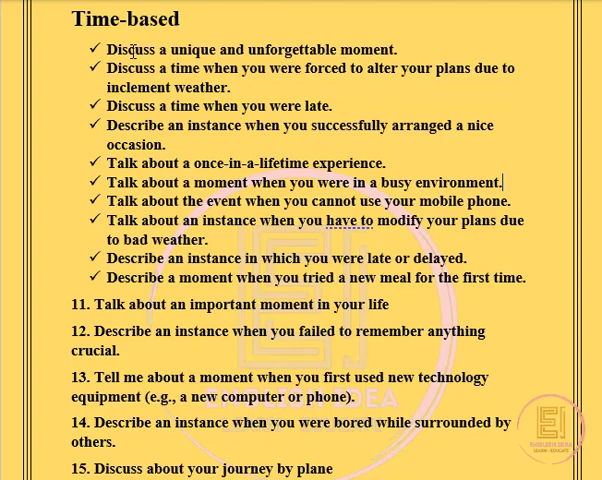 Time-based
✓ Discuss a unique and unforgettable moment.
✓ Discuss a time when you were forced to alter your plans due to
inclement weather.
✓ Discuss a time when you were late.
✓ Describe an instance when you successfully arranged a nice
occasion.
✓ Talk about a once-in-a-lifetime experience.
✓ Talk about a moment when you were in a busy environment.
✓ Talk about the event when you cannot use your mobile phone.
✓ Talk about an instance when you have to modify your plans due
to bad weather.
✓ Describe an instance in which you were late or delayed.
✓ Describe a moment when you tried a new meal for the first time.
11. Talk about an important moment in your life
12. Describe an instance when you failed to remember anything
crucial.
13. Tell me about a moment when you first used new technology
equipment (e.g., a new computer or phone).
ENGLISH IDEA
14. Describe an instance when you were bored while surrounded by
others.
15. Discuss about your journey by plane
ENGLISH IDEA
LEARN - EDUCATE